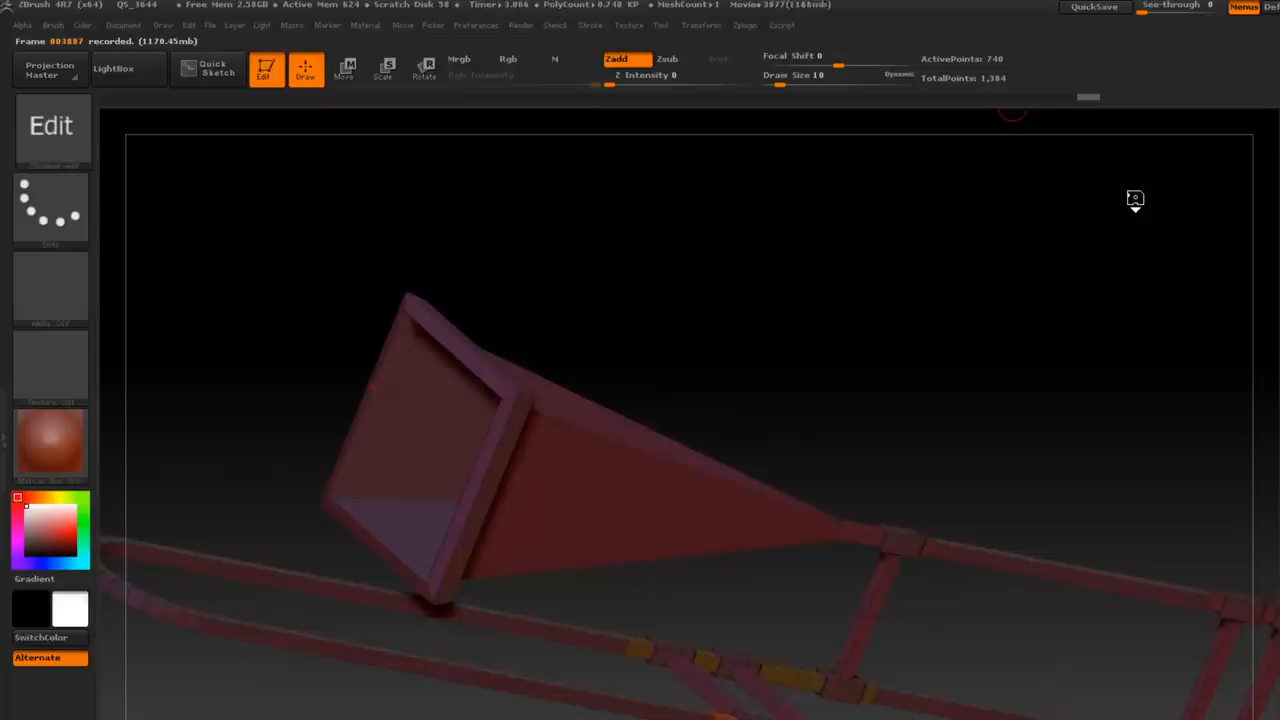 ZBrush 4R7 (x64) QS_3644 • Free Mem 2.58GB • Active Mem 624 • Scratch Disk 50 • Timer▸3.066 • PolyCount▸0.740 KP • MeshCount▸1
QuickSave See-through 0 Menus
Alpha Brush Color Document Draw Edit File Layer Light Macro Marker Material Movie Picker Preferences Render Stencil Stroke Texture Tool Transform Zplugin Zscript
Frame 003887 recorded. (1170.45mb)
Projection Master LightBox Quick Sketch Edit Draw Move Scale Rotate
Mrgb Rgb M Zadd Zsub Focal Shift 0 ActivePoints: 740
Rgb Intensity Z Intensity 0 Draw Size 10 Dynamic TotalPoints: 1,384
Edit
Dots
Gradient
SwitchColor
Alternate